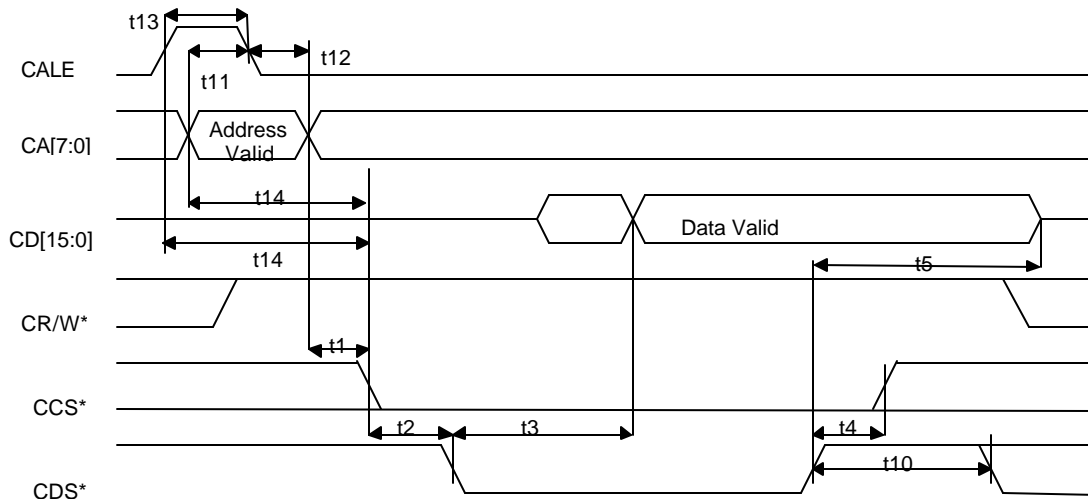 t13
t12
CALE
t11
Address
Valid
CA[7:0]
t14
Data Valid
CD[15:0]
t14
t5
CR/W*
t1
CCS*
t2
t3
t4
t10
CDS*